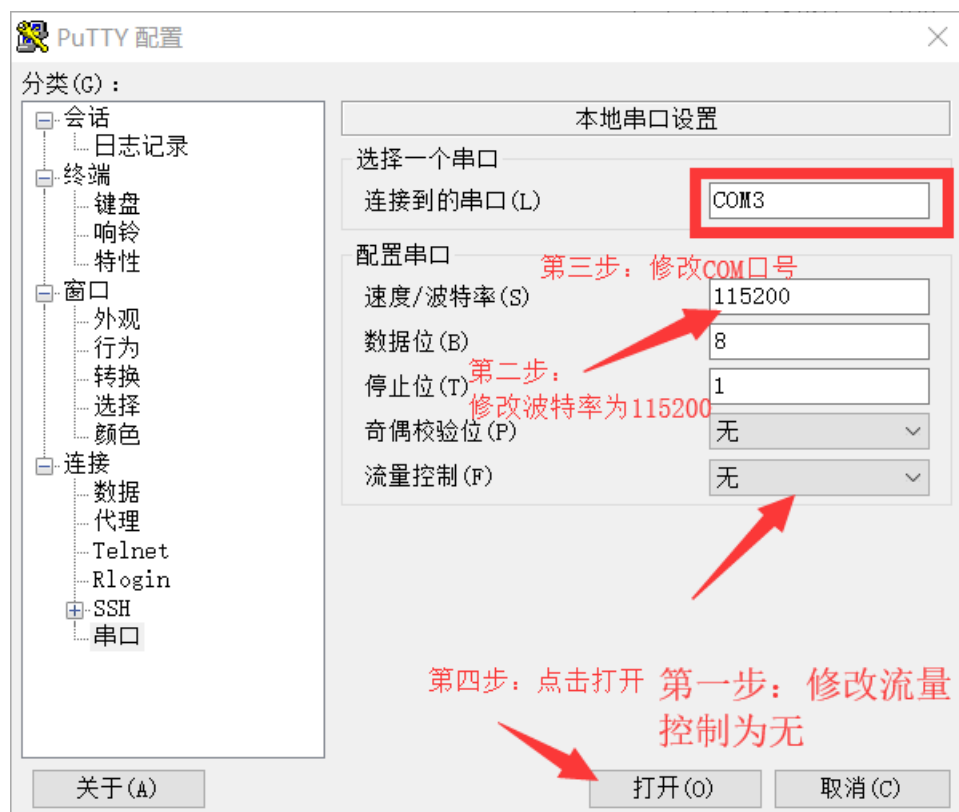 PuTTY 配置
分类(G)：
会话
日志记录
终端
键盘
响铃
特性
窗口
外观
行为
转换
选择
颜色
连接
数据
代理
Telnet
Rlogin
SSH
串口
本地串口设置
选择一个串口
连接到的串口(L)
COM3
配置串口
第三步：修改COM口号
速度/波特率(S)
115200
数据位(B)
8
第二步：
修改波特率为115200
停止位(T)
1
奇偶校验位(P)
无
流量控制(F)
无
第四步：点击打开
第一步：修改流量
控制为无
关于(A)
打开(O)
取消(C)